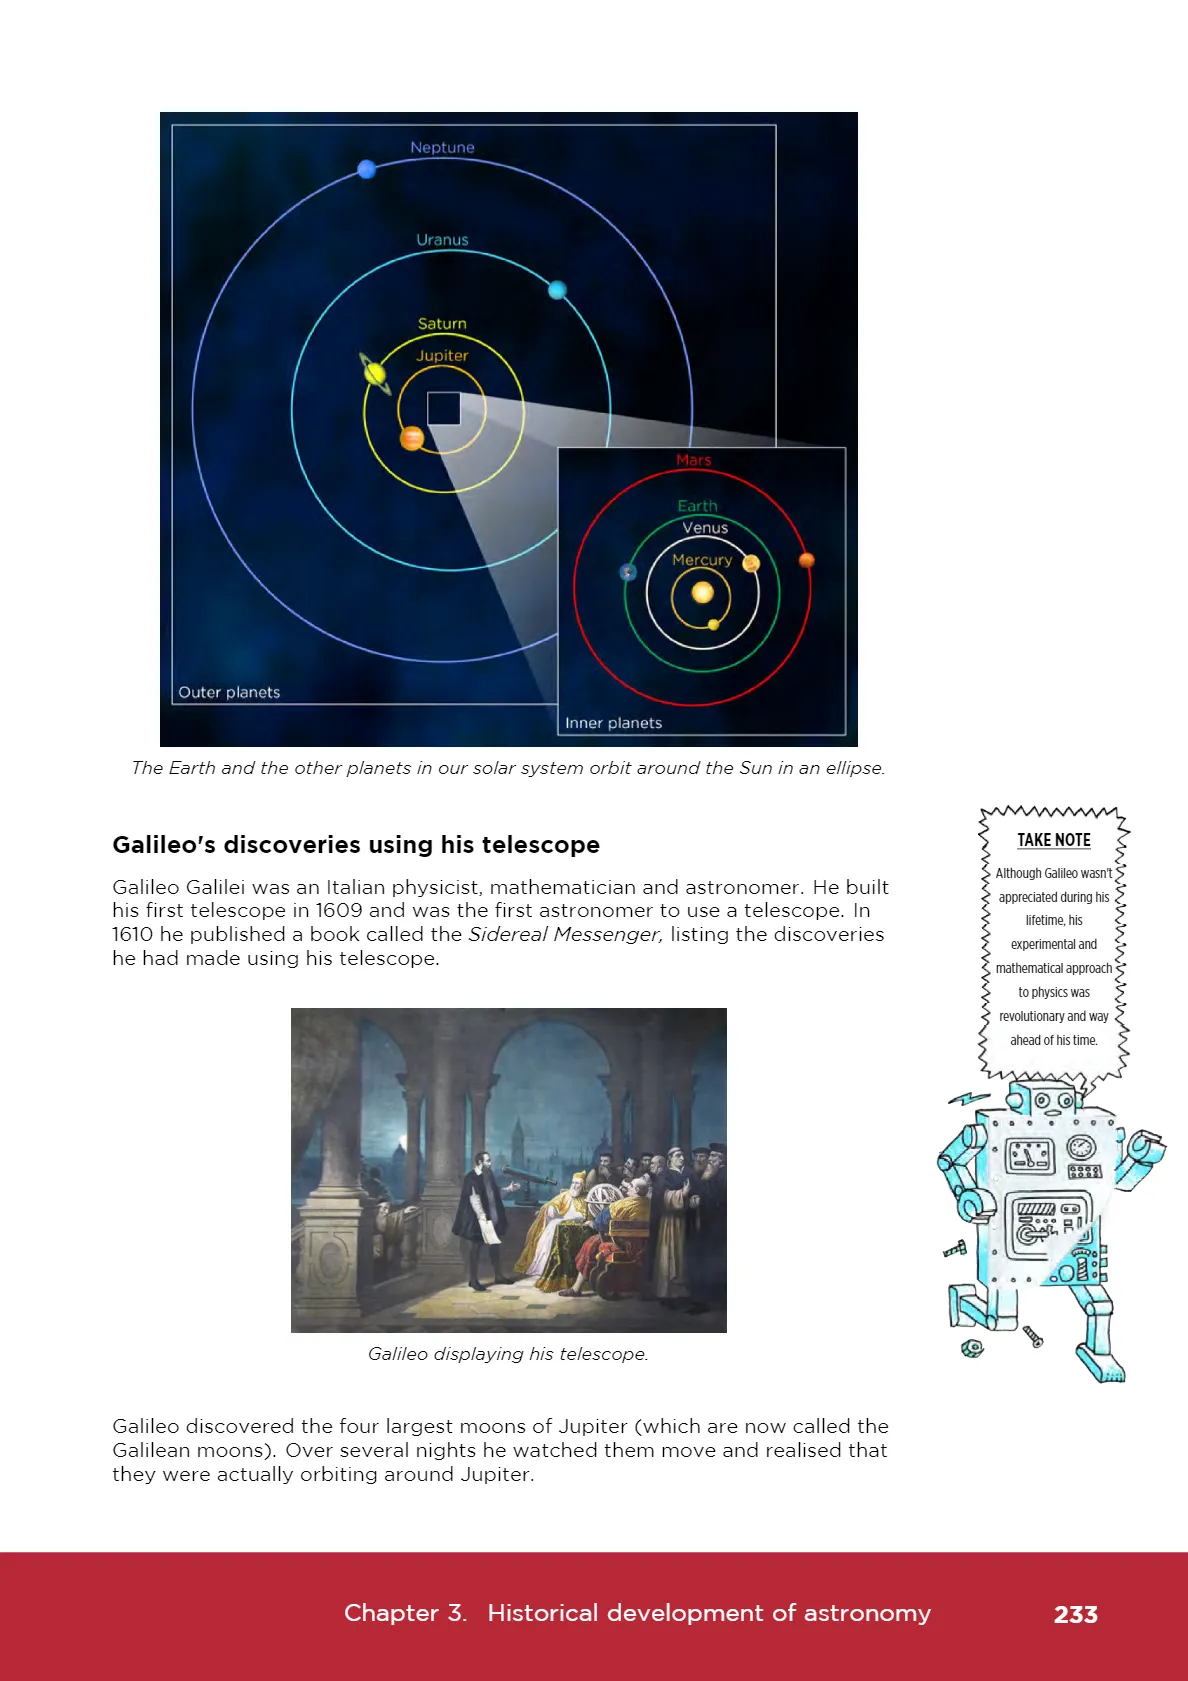 Neptune
Uranus
Saturn
Jupiter
Mars
Earth
Venus
Mercury
Outer planets
Inner planets
The Earth and the other planets in our solar system orbit around the Sun in an ellipse.
Galileo's discoveries using his telescope
Galileo Galilei was an Italian physicist, mathematician and astronomer. He built
his first telescope in 1609 and was the first astronomer to use a telescope. In
1610 he published a book called the Sidereal Messenger, listing the discoveries
he had made using his telescope.
TAKE NOTE
Although Galileo wasn't
appreciated during his
lifetime, his
experimental and
mathematical approach
to physics was
revolutionary and way
ahead of his time.
Galileo displaying his telescope.
Galileo discovered the four largest moons of Jupiter (which are now called the
Galilean moons). Over several nights he watched them move and realised that
they were actually orbiting around Jupiter.
Chapter 3. Historical development of astronomy 233